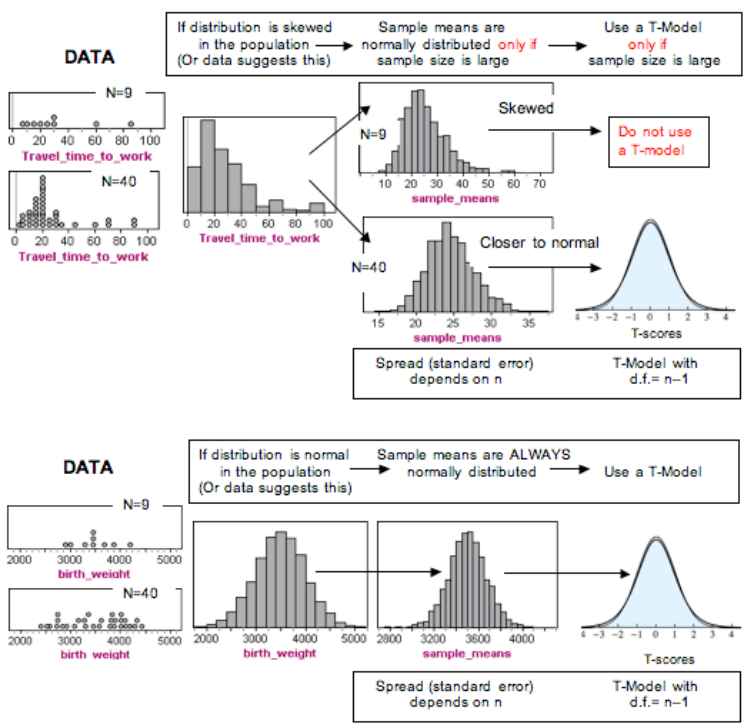 If distribution is skewed
in the population
(Or data suggests this)
Sample means are
normally distributed only if
sample size is large
Use a T-Model
only if
sample size is large
DATA
N=9
0 20 40 60 80 100
Travel_time_to_work
N=40
0 20 40 60 80 100
Travel_time_to_work
0 20 40 60 80 100
Travel_time_to_work
N=9
10 20 30 40 50 60 70
sample_means
Skewed
Do not use
a T-model
N=40
15 20 25 30 35
sample_means
Closer to normal
4 −3 −2 −1 0 1 2 3 4
T-scores
Spread (standard error)
depends on n
T-Model with
d.f.= n–1
DATA
If distribution is normal
in the population
(Or data suggests this)
Sample means are ALWAYS
normally distributed
Use a T-Model
N=9
2000 3000 4000 5000
birth_weight
N=40
2000 3000 4000 5000
birth_weight
2000 3000 4000 5000
birth_weight
2800 3200 3600 4000
sample_means
4 −3 −2 −1 0 1 2 3 4
T-scores
Spread (standard error)
depends on n
T-Model with
d.f.= n–1